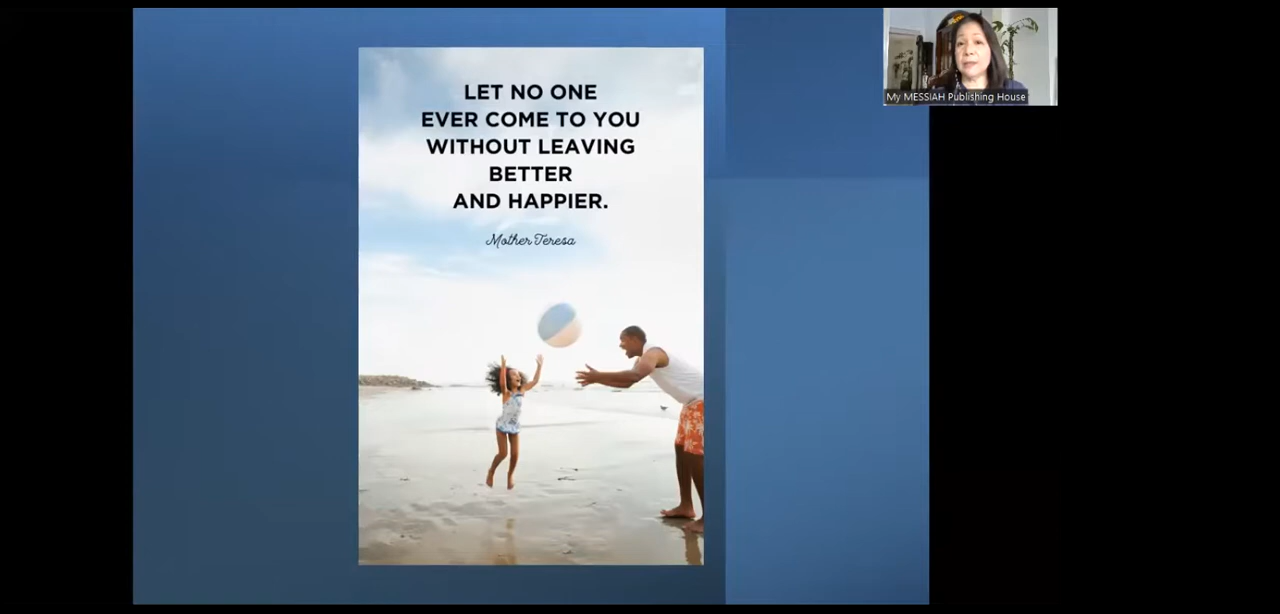 LET NO ONE
EVER COME TO YOU
WITHOUT LEAVING
BETTER
AND HAPPIER.
Mother Teresa
My MESSIAH Publishing House